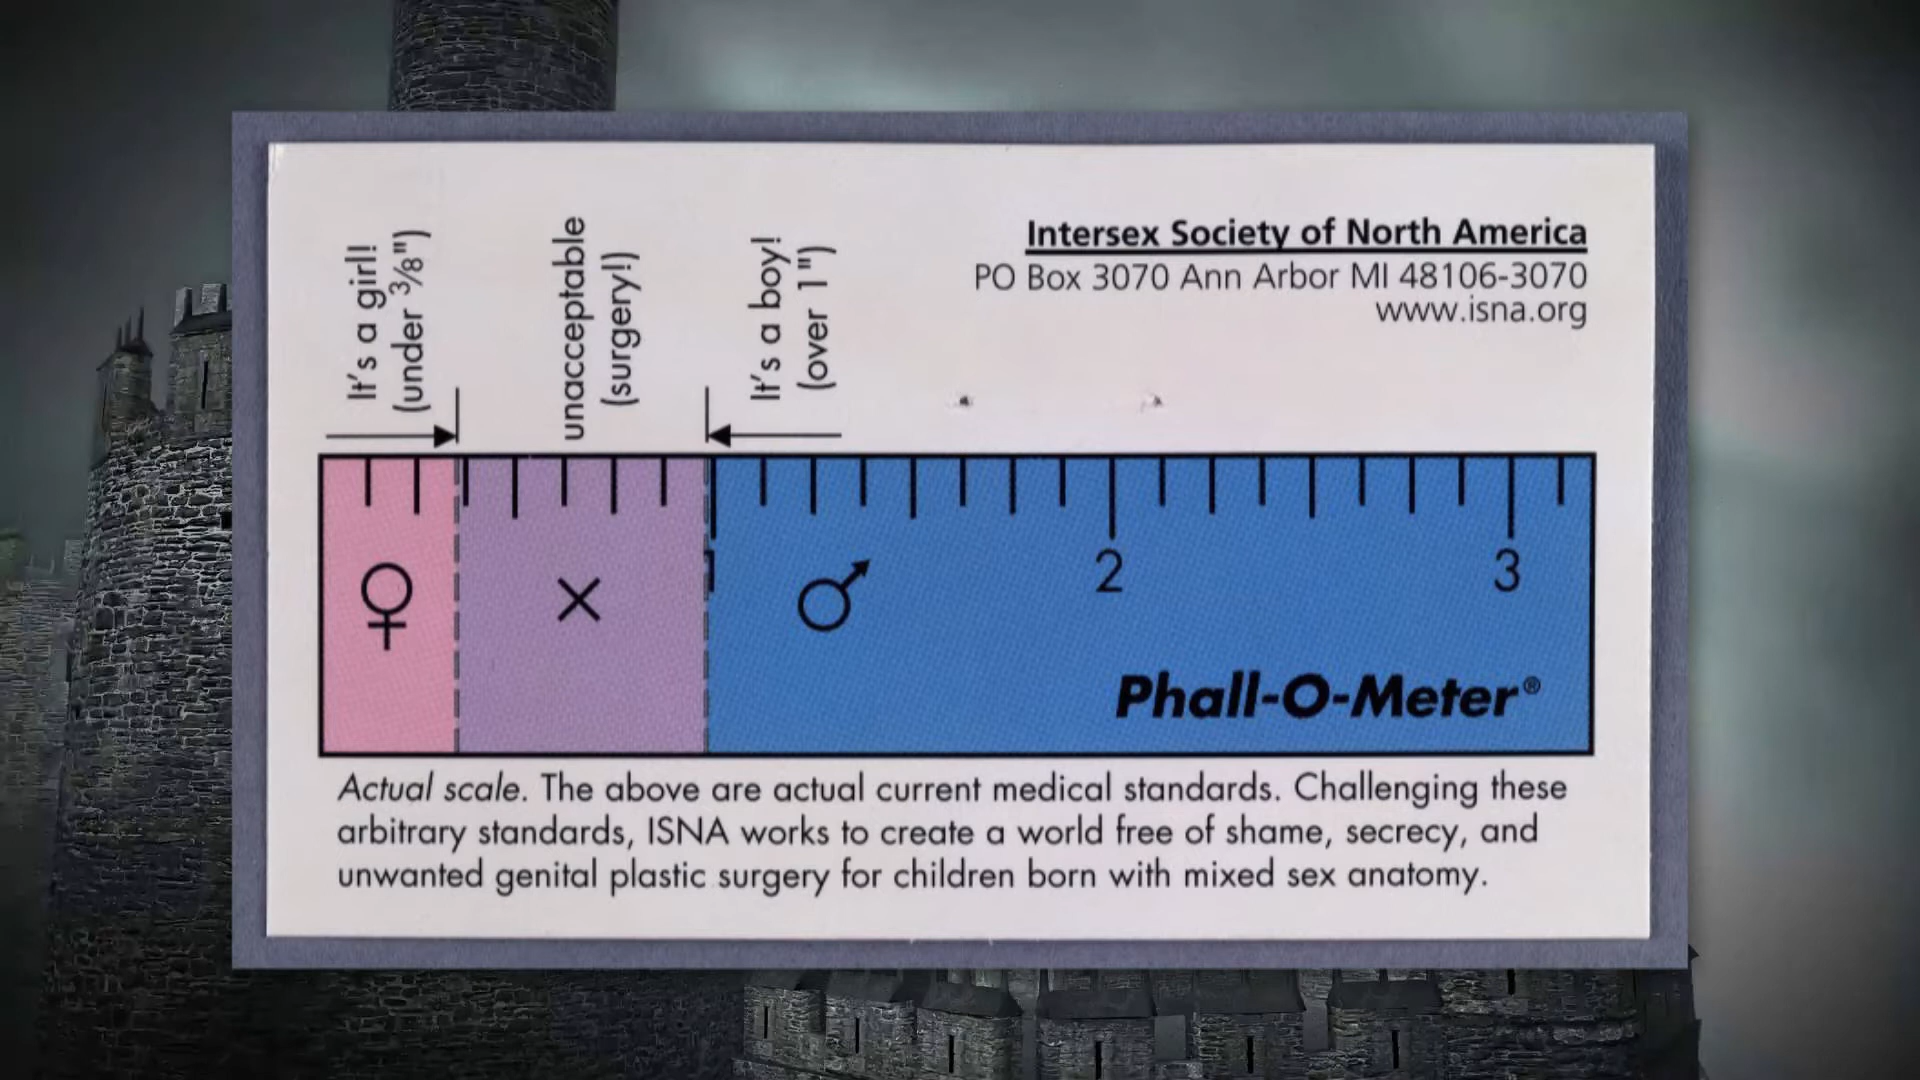 It's a girl!
(under 3/8")
unacceptable
(surgery!)
It's a boy!
(over 1")
Intersex Society of North America
PO Box 3070 Ann Arbor MI 48106-3070
www.isna.org
1
2
3
Phall-O-Meter®
Actual scale. The above are actual current medical standards. Challenging these
arbitrary standards, ISNA works to create a world free of shame, secrecy, and
unwanted genital plastic surgery for children born with mixed sex anatomy.